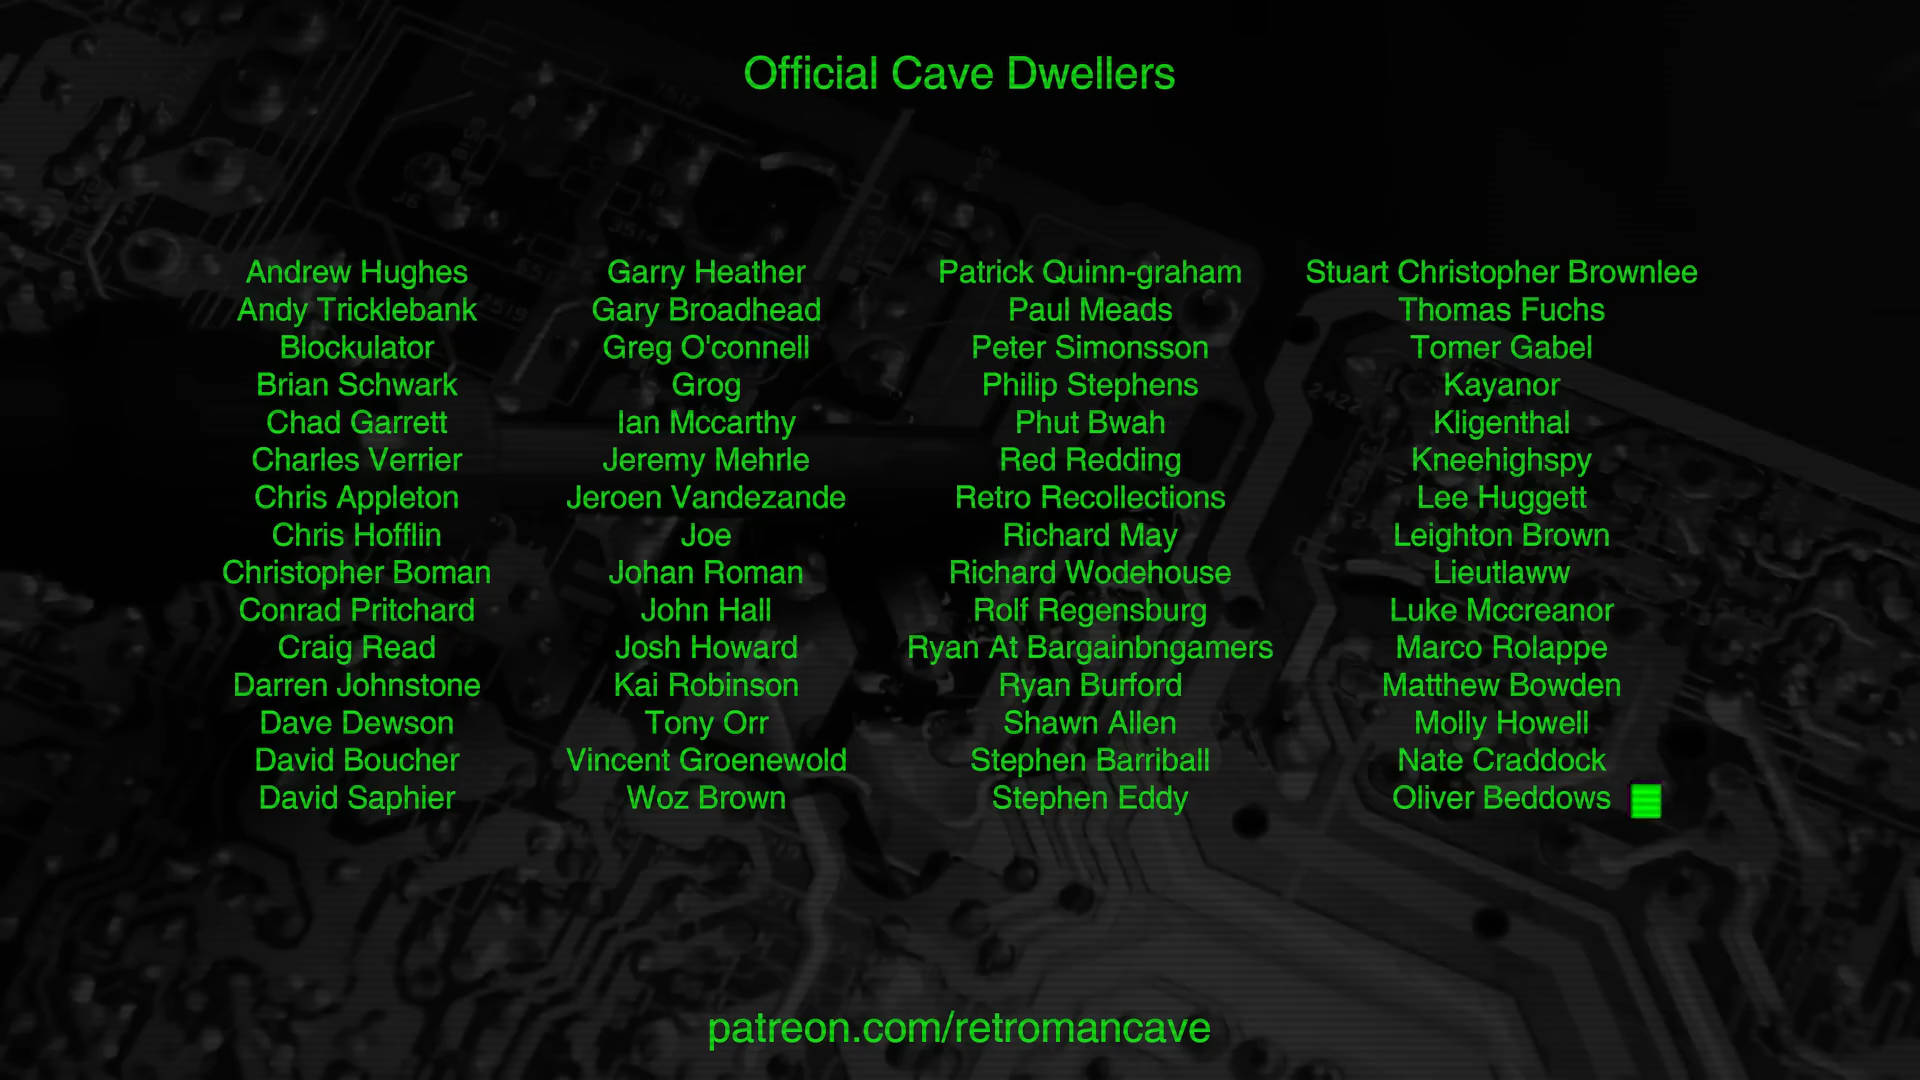 Official Cave Dwellers
Andrew Hughes
Andy Tricklebank
Blockulator
Brian Schwark
Chad Garrett
Charles Verrier
Chris Appleton
Chris Hofflin
Christopher Boman
Conrad Pritchard
Craig Read
Darren Johnstone
Dave Dewson
David Boucher
David Saphier
Garry Heather
Gary Broadhead
Greg O'connell
Grog
Ian Mccarthy
Jeremy Mehrle
Jeroen Vandezande
Joe
Johan Roman
John Hall
Josh Howard
Kai Robinson
Tony Orr
Vincent Groenewold
Woz Brown
Patrick Quinn-graham
Paul Meads
Peter Simonsson
Philip Stephens
Phut Bwah
Red Redding
Retro Recollections
Richard May
Richard Wodehouse
Rolf Regensburg
Ryan At Bargainbngamers
Ryan Burford
Shawn Allen
Stephen Barriball
Stephen Eddy
Stuart Christopher Brownlee
Thomas Fuchs
Tomer Gabel
Kayanor
Kligenthal
Kneehighspy
Lee Huggett
Leighton Brown
Lieutlaww
Luke Mccreanor
Marco Rolappe
Matthew Bowden
Molly Howell
Nate Craddock
Oliver Beddows
patreon.com/retromancave